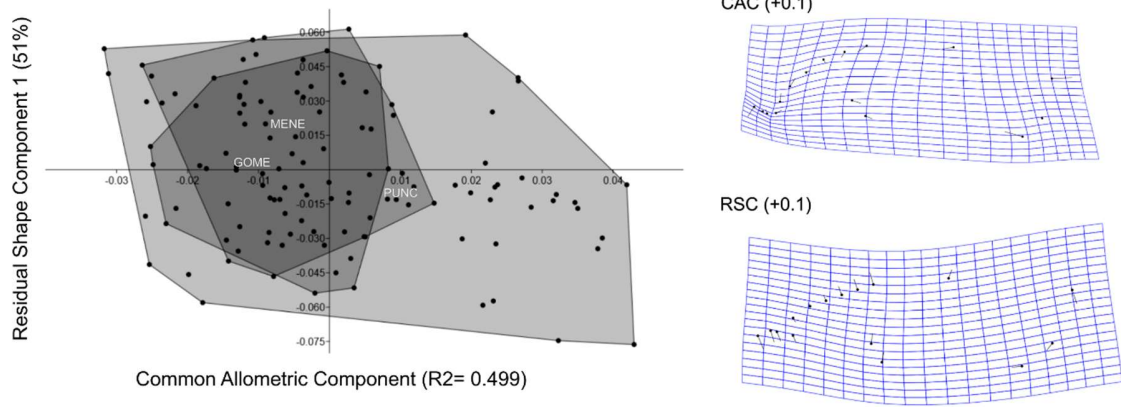 Residual Shape Component 1 (51%)
0.060
0.045
0.030
MENE
0.015
GOME
-0.03
-0.02
-0.01
0.01
0.02
0.03
0.04
PUNC
-0.015
-0.030
-0.045
-0.060
-0.075
Common Allometric Component (R2= 0.499)
CAC (+0.1)
RSC (+0.1)